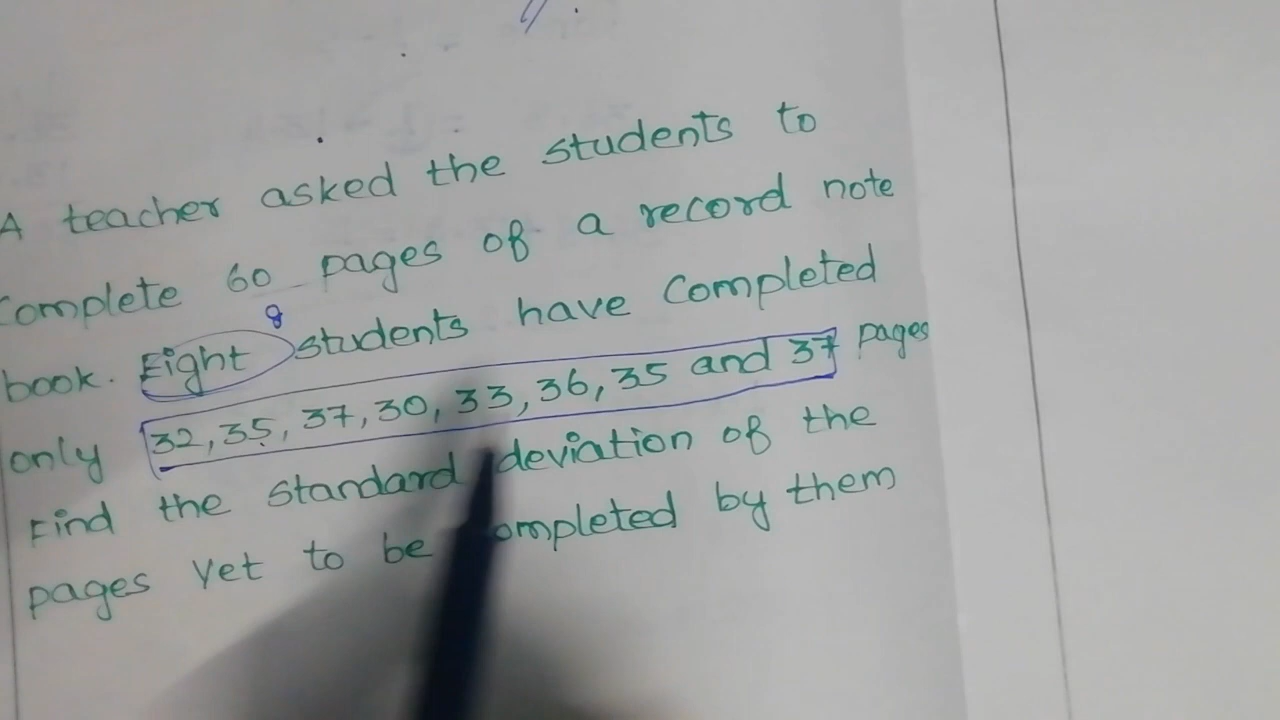 A teacher asked the students to
Complete 60 pages of a record note
8
book. Eight students have completed
only 32, 35, 37, 30, 33, 36, 35 and 37 pages
Find the standard deviation of the
pages yet to be completed by them